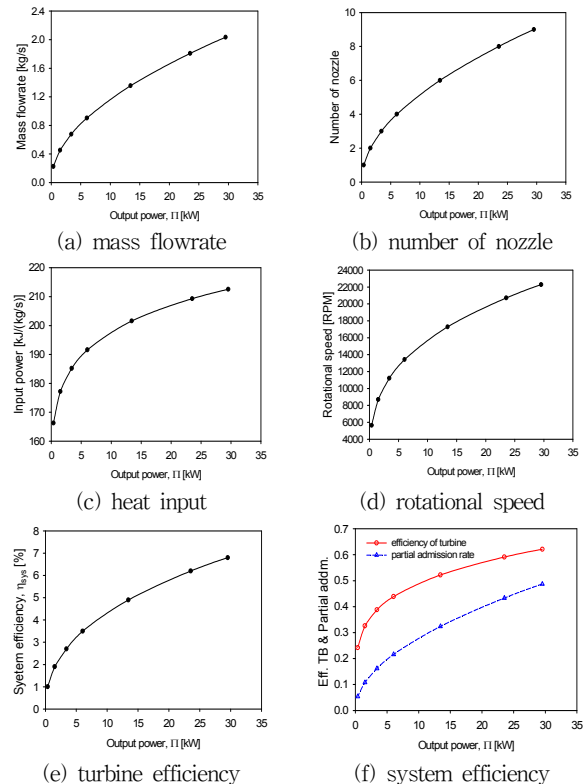 Mass flowrate [kg/s]
2.4
2.0
1.6
1.2
0.8
0.4
0.0
0 5 10 15 20 25 30 35
Output power, Π [kW]
(a) mass flowrate
Number of nozzle
10
8
6
4
2
0
0 5 10 15 20 25 30 35
Output power, Π [kW]
(b) number of nozzle
Input power [kJ/(kg/s)]
220
210
200
190
180
170
160
0 5 10 15 20 25 30 35
Output power, Π [kW]
(c) heat input
Rotational speed [RPM]
24000
22000
20000
18000
16000
14000
12000
10000
8000
6000
4000
0 5 10 15 20 25 30 35
Output power, Π [kW]
(d) rotational speed
Syetem efficiency, ηsys [%]
8
7
6
5
4
3
2
1
0
0 5 10 15 20 25 30 35
Output power, Π [kW]
(e) turbine efficiency
Eff. TB & Partial addm.
0.7
0.6
0.5
0.4
0.3
0.2
0.1
0.0
efficiency of turbine
partial admission rate
0 5 10 15 20 25 30 35
Output power, Π [kW]
(f) system efficiency